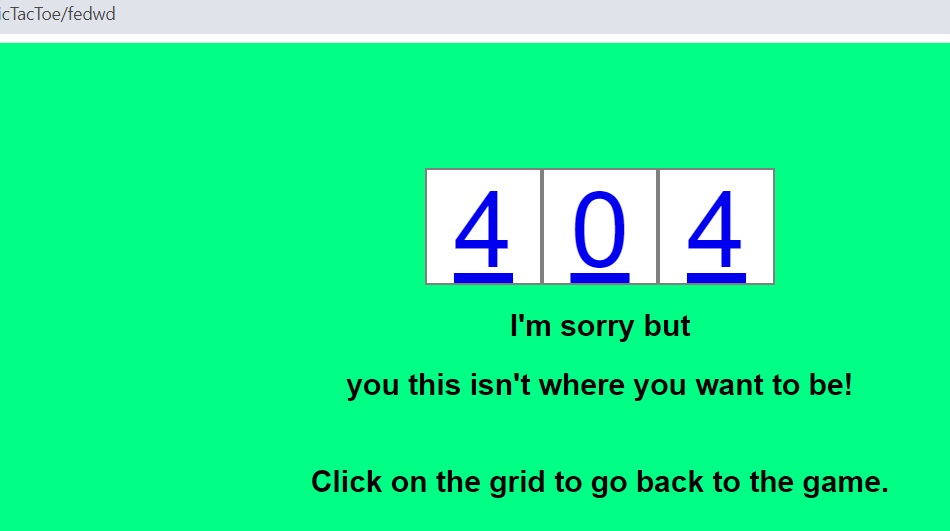 icTacToe/fedwd
4 0 4
I'm sorry but
you this isn't where you want to be!
Click on the grid to go back to the game.